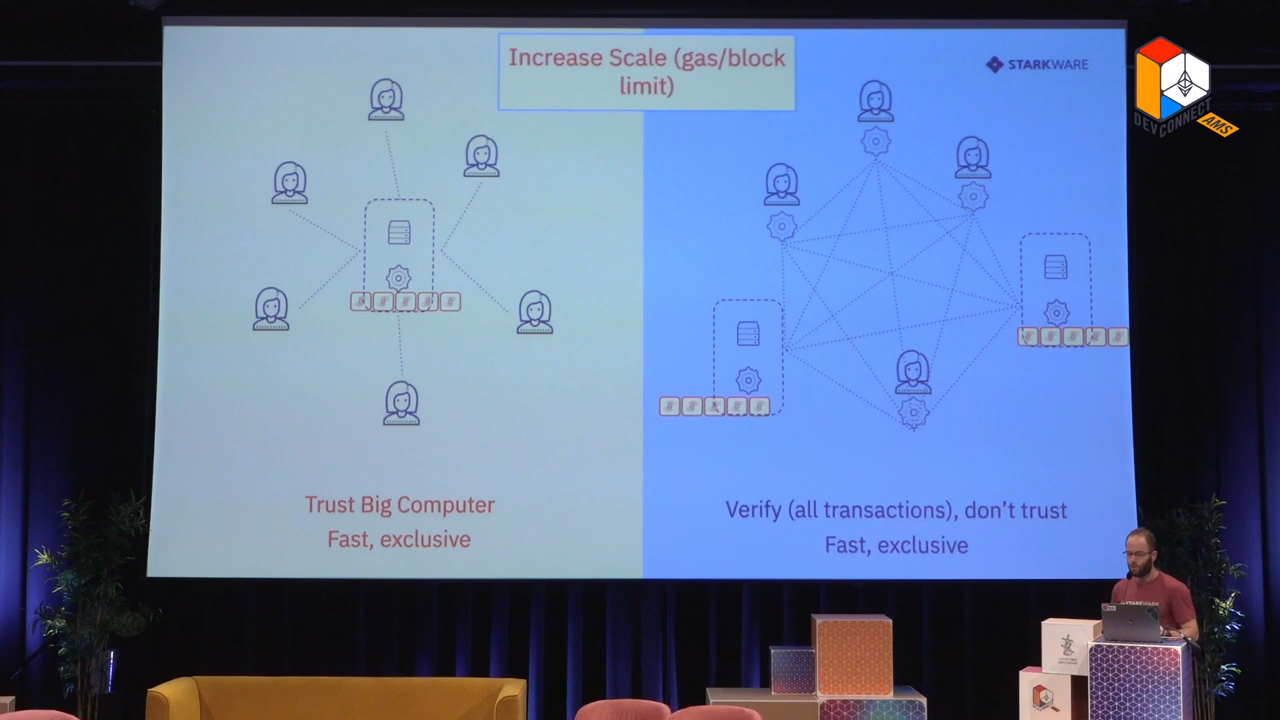 Increase Scale (gas/block
limit)
STARKWARE
DEVCONNECT
AMS
Trust Big Computer
Fast, exclusive
Verify (all transactions), don't trust
Fast, exclusive
STARKWARE